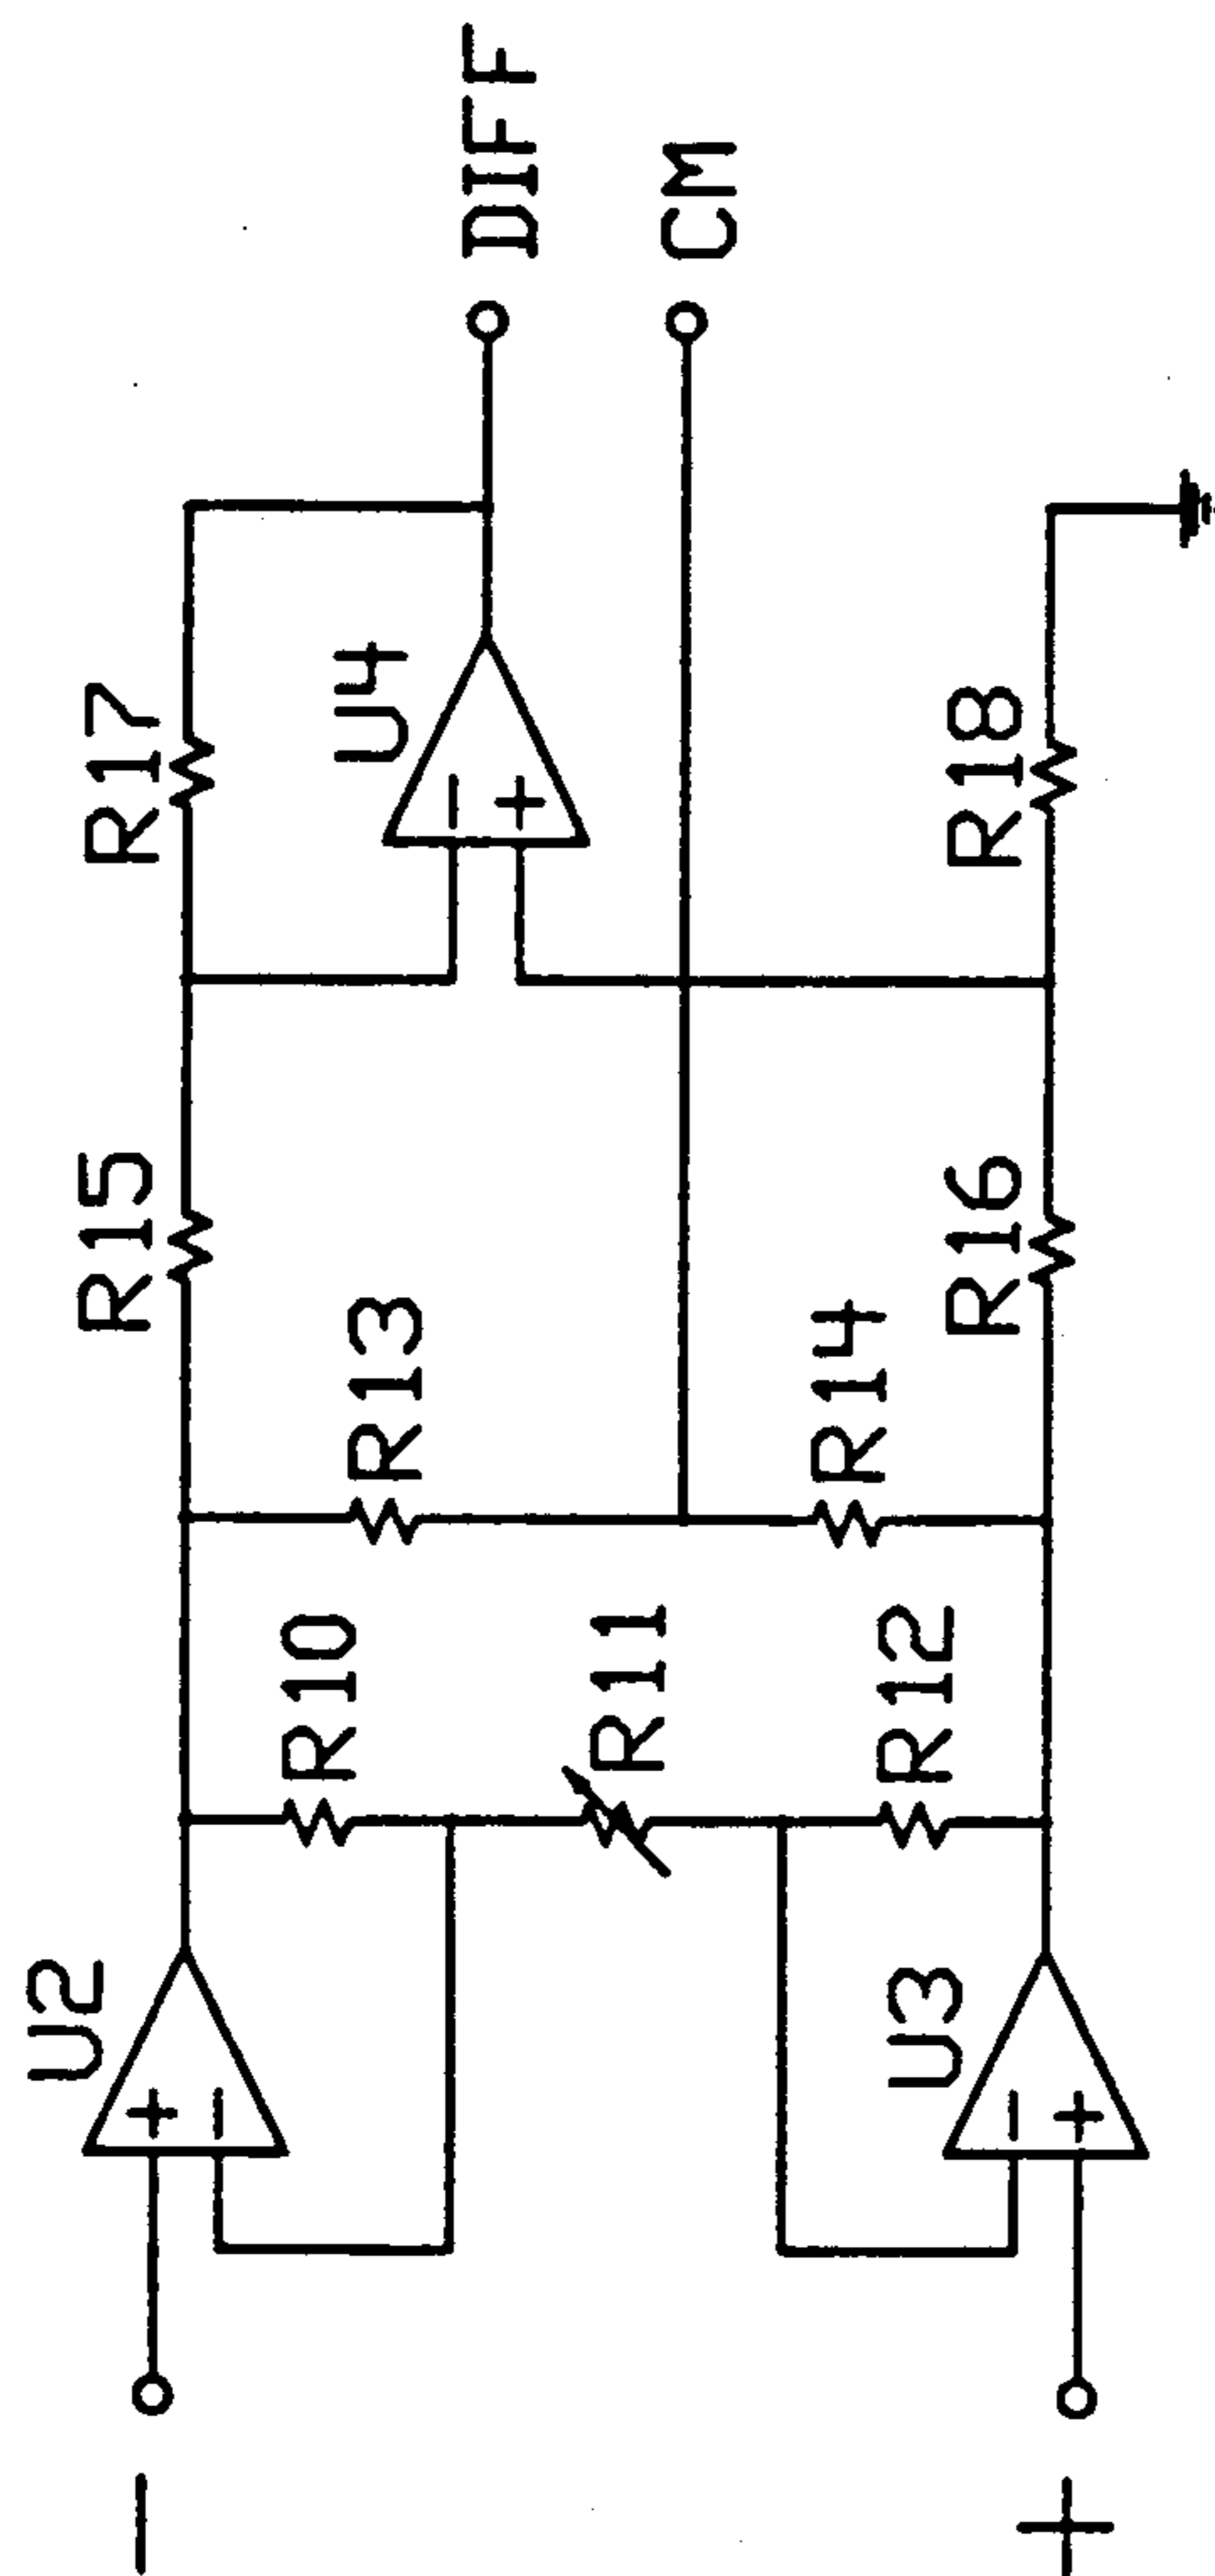 U2
R10
R13
R15
R17
U4
DIFF
+
−
−
+
R11
CM
−
U3
R12
R14
R16
R18
−
+
+